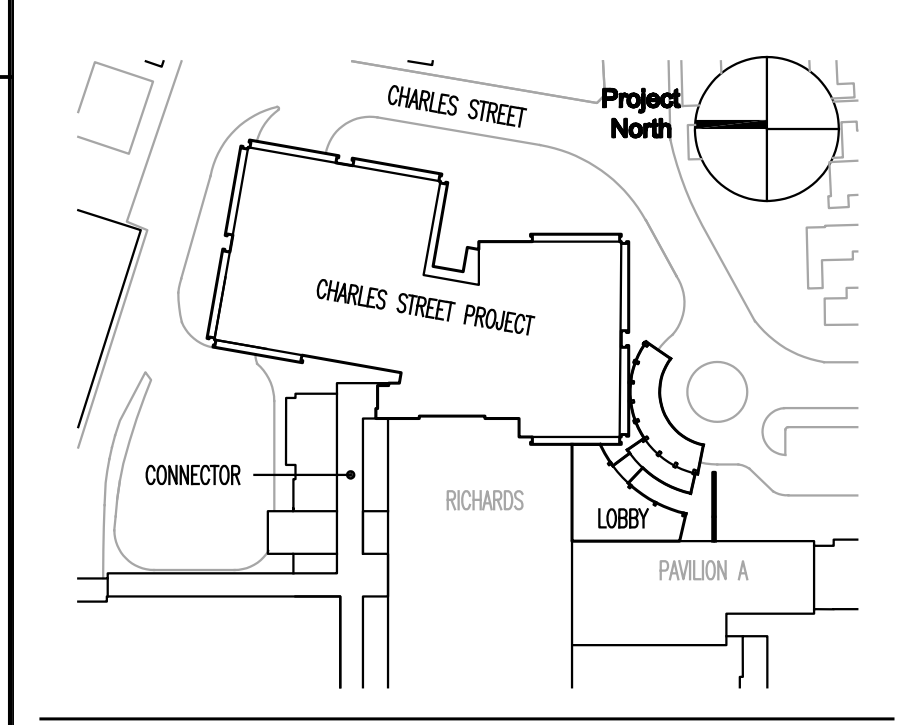 CHARLES STREET
Project
North
CHARLES STREET PROJECT
CONNECTOR
RICHARDS
LOBBY
PAVILION A